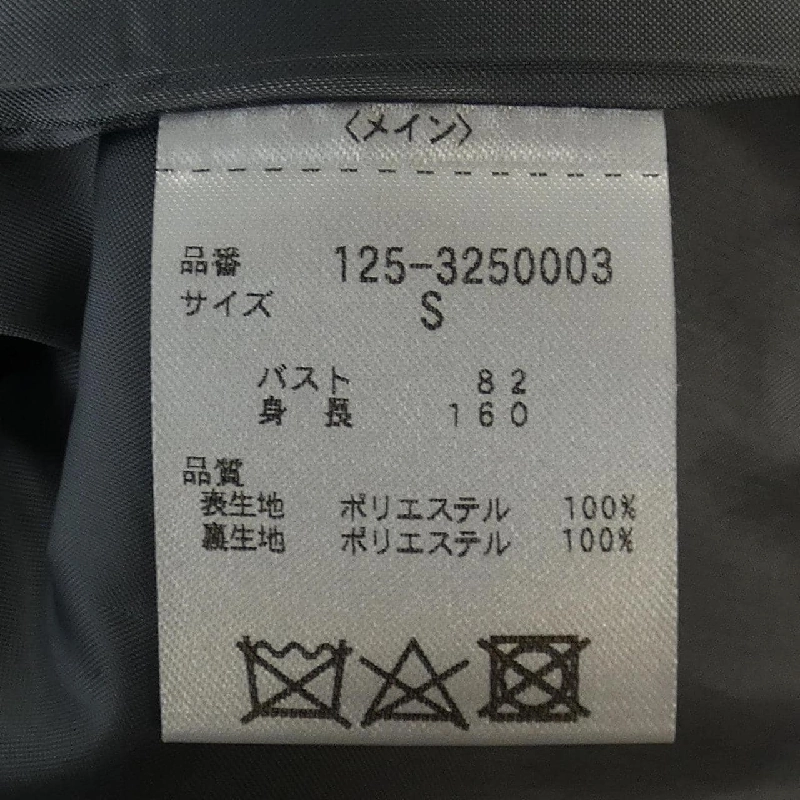 〈メイン〉
品番 125-3250003
サイズ S
バスト 82
身長 160
品質
表生地 ポリエステル 100%
裏生地 ポリエステル 100%